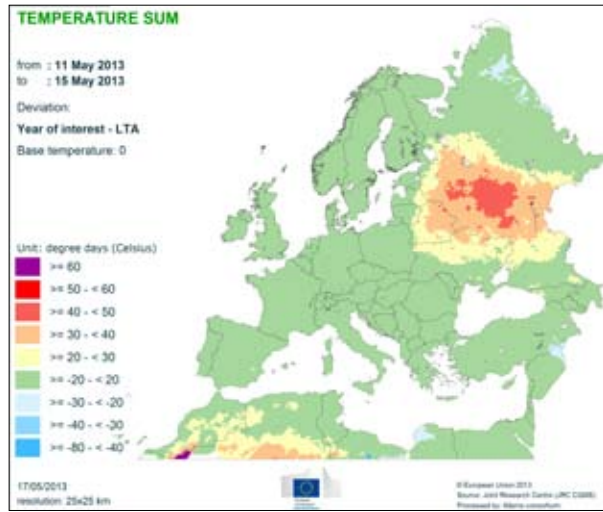 TEMPERATURE SUM
from : 11 May 2013
to : 15 May 2013
Deviation:
Year of interest - LTA
Base temperature: 0
Unit: degree days (Celsius)
>= 60
>= 50 - < 60
>= 40 - < 50
>= 30 - < 40
>= 20 - < 30
>= -20 - < 20
>= -30 - < -20
>= -40 - < -30
>= -80 - < -40
17/05/2013
resolution: 25x25 km
© European Union 2013
Source: Joint Research Centre
Processed by: Alterra consortium